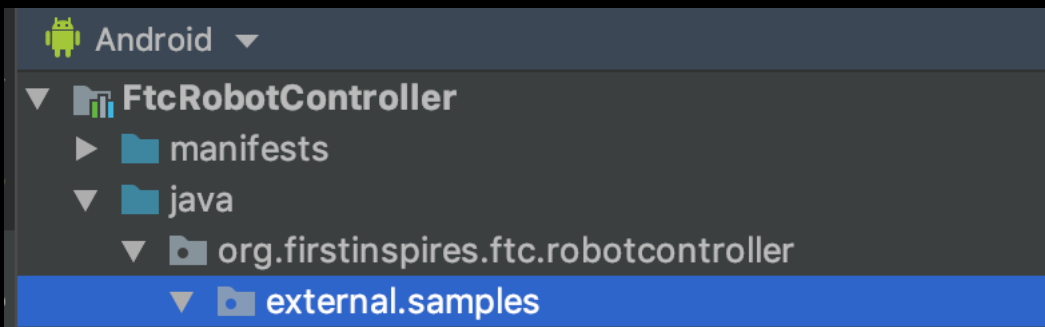 Android
FtcRobotController
manifests
java
org.firstinspires.ftc.robotcontroller
external.samples